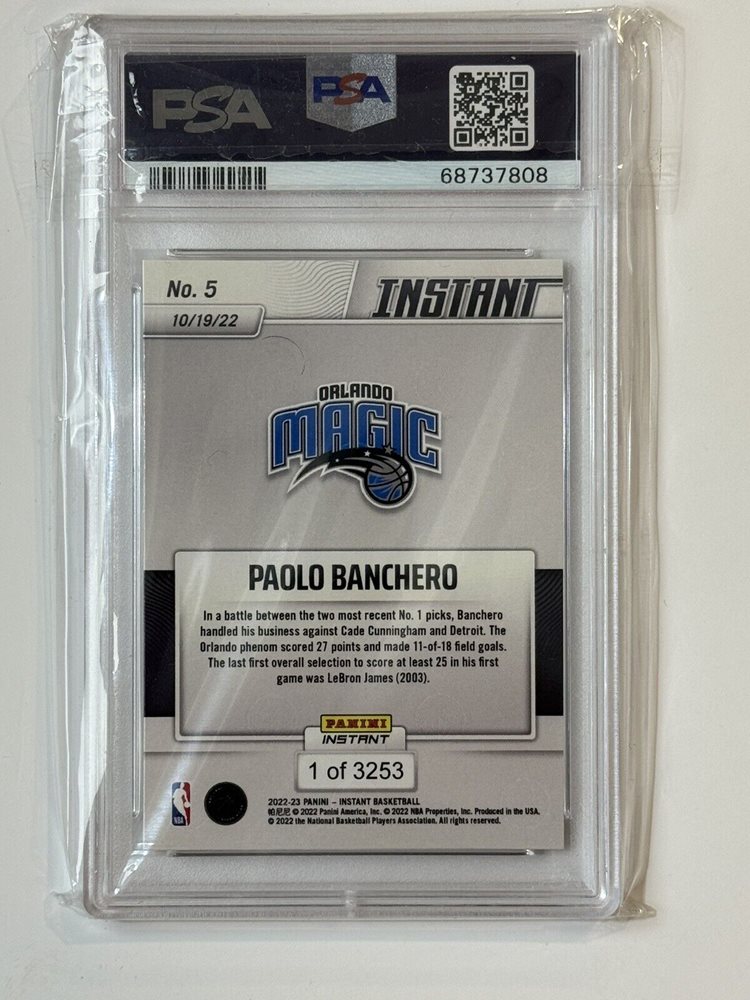 PSA
PSA
68737808
No. 5
INSTANT
10/19/22
ORLANDO
MAGIC
PAOLO BANCHERO
In a battle between the two most recent No. 1 picks, Banchero
handled his business against Cade Cunningham and Detroit. The
Orlando phenom scored 27 points and made 11-of-18 field goals.
The last first overall selection to score at least 25 in his first
game was LeBron James (2003).
PANINI
INSTANT
1 of 3253
NBA
2022-23 PANINI – INSTANT BASKETBALL
帕尼尼 © 2022 Panini America, Inc. © 2022 NBA Properties, Inc. Produced in the USA.
© 2022 the National Basketball Players Association. All rights reserved.